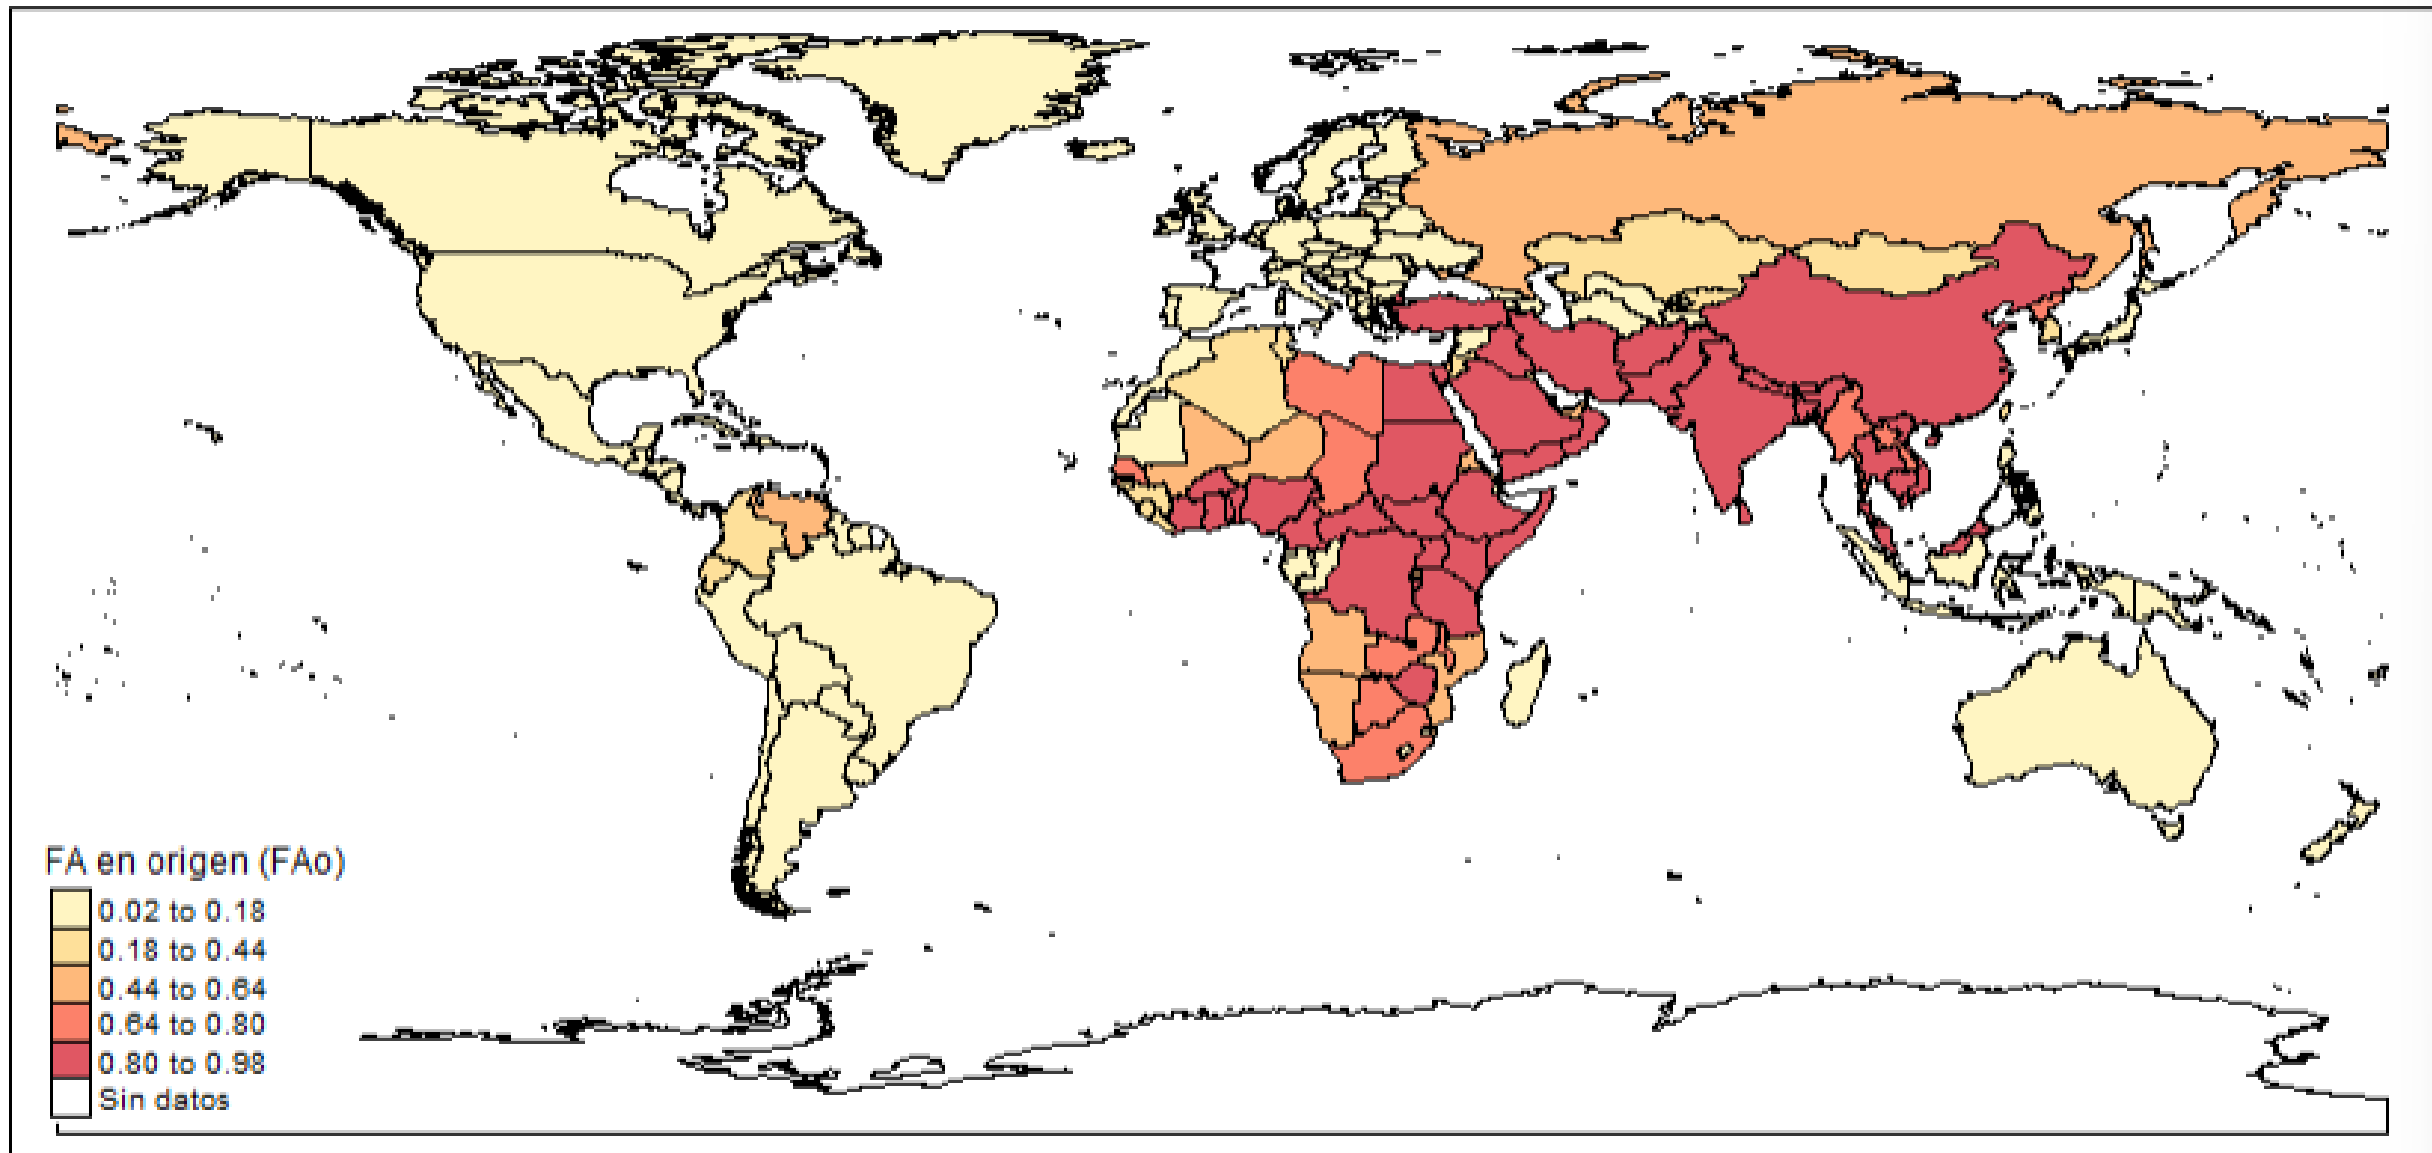 FA en origen (FAo)
0.02 to 0.18
0.18 to 0.44
0.44 to 0.64
0.64 to 0.80
0.80 to 0.98
Sin datos